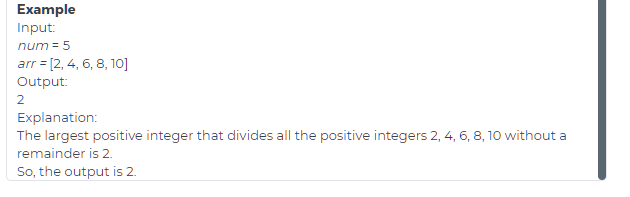 Example
Input:
num = 5
arr = [2, 4, 6, 8, 10]
Output:
2
Explanation:
The largest positive integer that divides all the positive integers 2, 4, 6, 8, 10 without a
remainder is 2.
So, the output is 2.